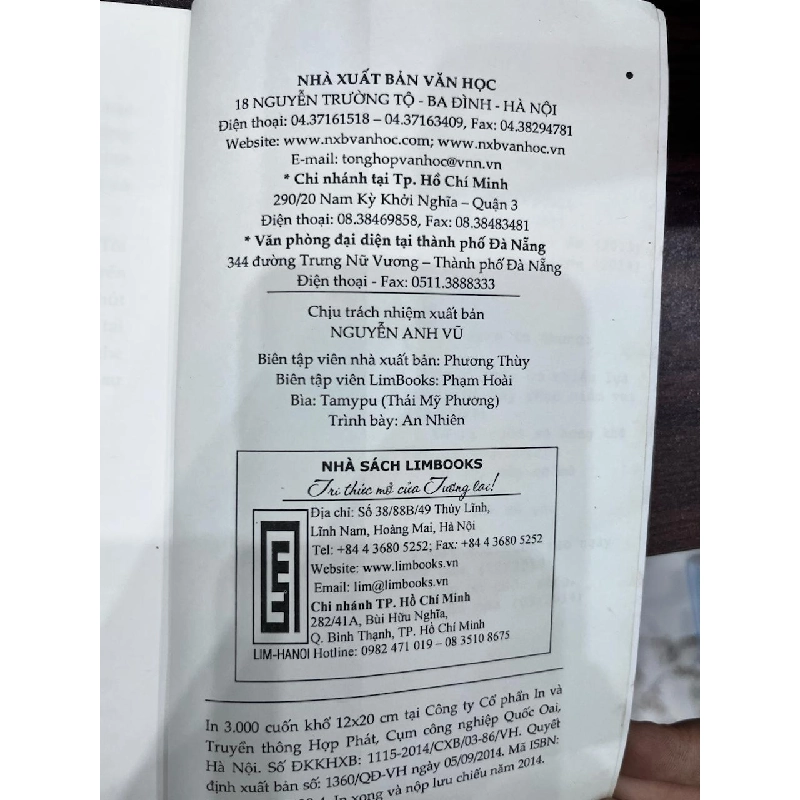 NHÀ XUẤT BẢN VĂN HỌC
18 NGUYỄN TRƯỜNG TỘ - BA ĐÌNH - HÀ NỘI
Điện thoại: 04.37161518 – 04.37163409, Fax: 04.38294781
Website: www.nxbvanhoc.com; www.nxbvanhoc.vn
E-mail: tonghopvanhoc@vnn.vn
* Chi nhánh tại Tp. Hồ Chí Minh
290/20 Nam Kỳ Khởi Nghĩa – Quận 3
Điện thoại: 08.38469858, Fax: 08.38483481
* Văn phòng đại diện tại thành phố Đà Nẵng
344 đường Trưng Nữ Vương – Thành phố Đà Nẵng
Điện thoại - Fax: 0511.3888333
Chịu trách nhiệm xuất bản
NGUYỄN ANH VŨ
Biên tập viên nhà xuất bản: Phương Thùy
Biên tập viên LimBooks: Phạm Hoài
Bìa: Tamypu (Thái Mỹ Phương)
Trình bày: An Nhiên
NHÀ SÁCH LIMBOOKS
Tri thức mở cửa Tương lai!
Địa chỉ: Số 38/88B/49 Thúy Lĩnh,
Lĩnh Nam, Hoàng Mai, Hà Nội
Tel: +84 4 3680 5252; Fax: +84 4 3680 5252
Website: www.limbooks.vn
Email: lim@limbooks.vn
Chi nhánh TP. Hồ Chí Minh
282/41A, Bùi Hữu Nghĩa,
Q. Bình Thạnh, TP. Hồ Chí Minh
LIM-HANOI Hotline: 0982 471 019 – 08 3510 8675
In 3.000 cuốn khổ 12x20 cm tại Công ty Cổ phần In và
Truyền thông Hợp Phát, Cụm công nghiệp Quốc Oai,
Hà Nội. Số ĐKKHXB: 1115-2014/CXB/03-86/VH. Quyết
định xuất bản số: 1360/QĐ-VH ngày 05/09/2014. Mã ISBN:
In xong và nộp lưu chiểu năm 2014.